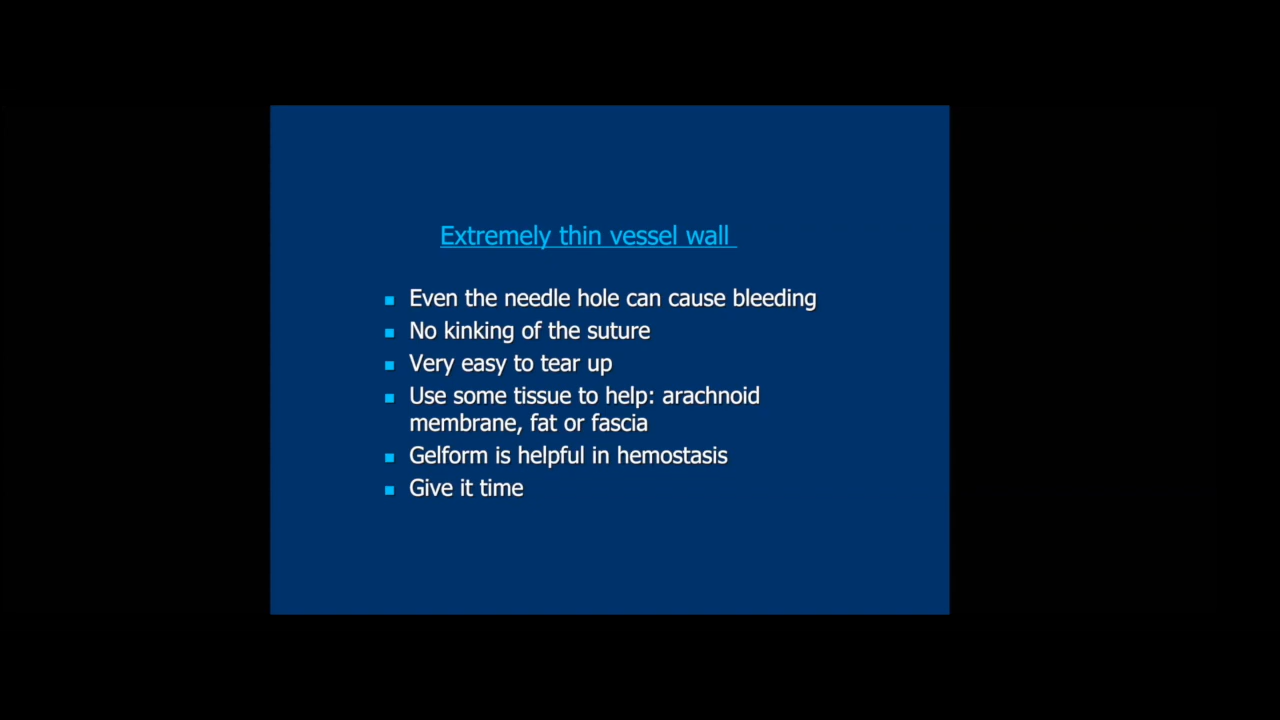 Extremely thin vessel wall
Even the needle hole can cause bleeding
No kinking of the suture
Very easy to tear up
Use some tissue to help: arachnoid
membrane, fat or fascia
Gelform is helpful in hemostasis
Give it time